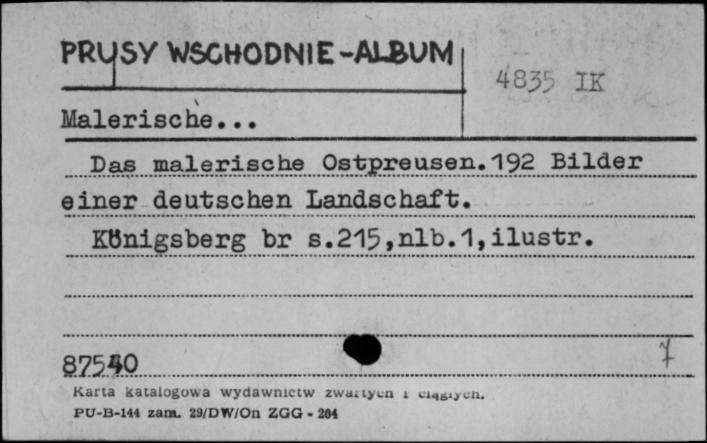 PRUSY WSCHODNIE-ALBUM
4835 IK
Malerische...
Das malerische Ostpreusen.192 Bilder
einer deutschen Landschaft.
Königsberg br s.215,nlb.1,ilustr.
87540
7
Karta katalogowa wydawnictw zwartych i ciągłych.
PU-B-144 zam. 29/DW/On ZGG - 204